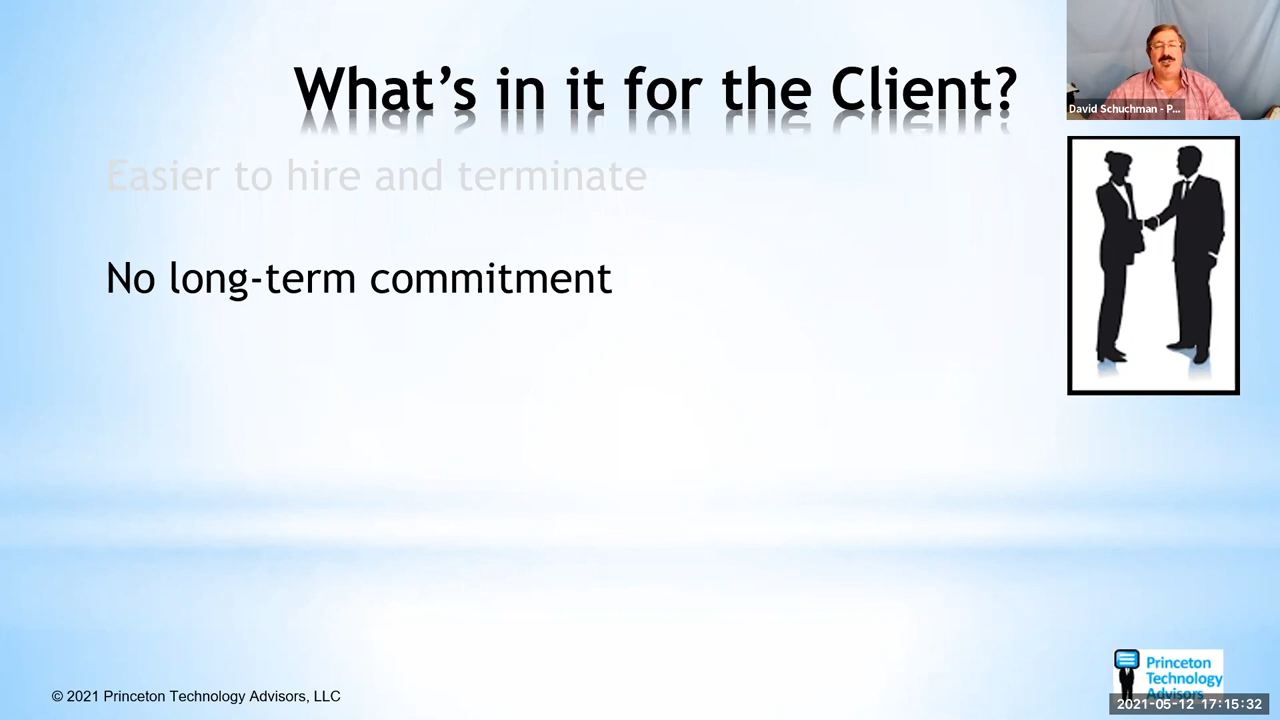 What's in it for the Client?
David Schuchman - P...
Easier to hire and terminate
No long-term commitment
Princeton
Technology
Advisors
© 2021 Princeton Technology Advisors, LLC
2021-05-12 17:15:32